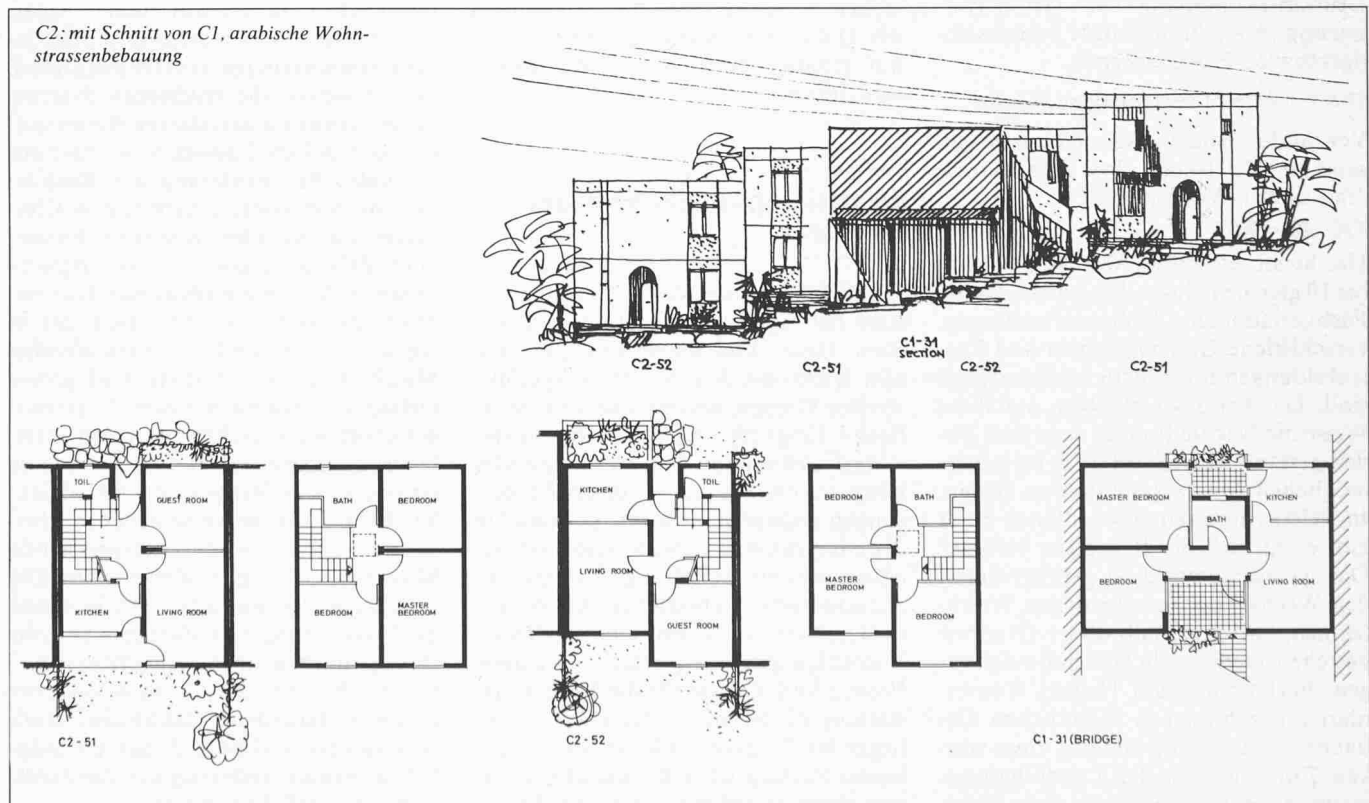 C2: mit Schnitt von C1, arabische Wohn-
strassenbebauung
C2-52
C2-51
C1-31
SECTION
C2-52
C2-51
TOIL.
GUEST ROOM
KITCHEN
LIVING ROOM
C2-51
BATH
BEDROOM
MASTER
BEDROOM
KITCHEN
TOIL.
LIVING ROOM
GUEST ROOM
C2-52
BEDROOM
BATH
MASTER
BEDROOM
BEDROOM
MASTER BEDROOM
KITCHEN
BATH
BEDROOM
LIVING ROOM
C1-31 (BRIDGE)